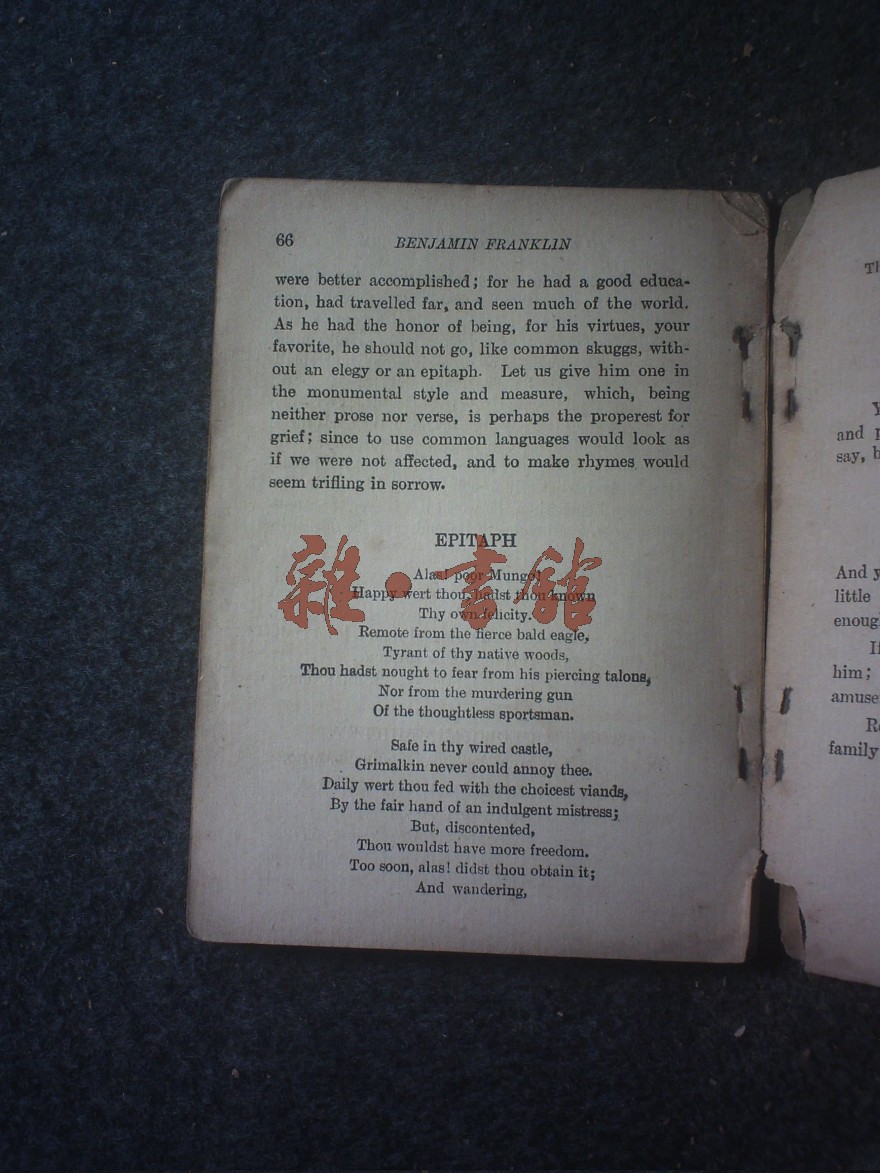 66 BENJAMIN FRANKLIN
were better accomplished; for he had a good educa-
tion, had travelled far, and seen much of the world.
As he had the honor of being, for his virtues, your
favorite, he should not go, like common skuggs, with-
out an elegy or an epitaph. Let us give him one in
the monumental style and measure, which, being
neither prose nor verse, is perhaps the properest for
grief; since to use common languages would look as
if we were not affected, and to make rhymes would
seem trifling in sorrow.
EPITAPH
雜·書館
Alas! poor Mungo!
Happy wert thou, hadst thou known
Thy own felicity.
Remote from the fierce bald eagle,
Tyrant of thy native woods,
Thou hadst nought to fear from his piercing talons,
Nor from the murdering gun
Of the thoughtless sportsman.
Safe in thy wired castle,
Grimalkin never could annoy thee.
Daily wert thou fed with the choicest viands,
By the fair hand of an indulgent mistress;
But, discontented,
Thou wouldst have more freedom.
Too soon, alas! didst thou obtain it;
And wandering,
and
say,
And
little
him;
family